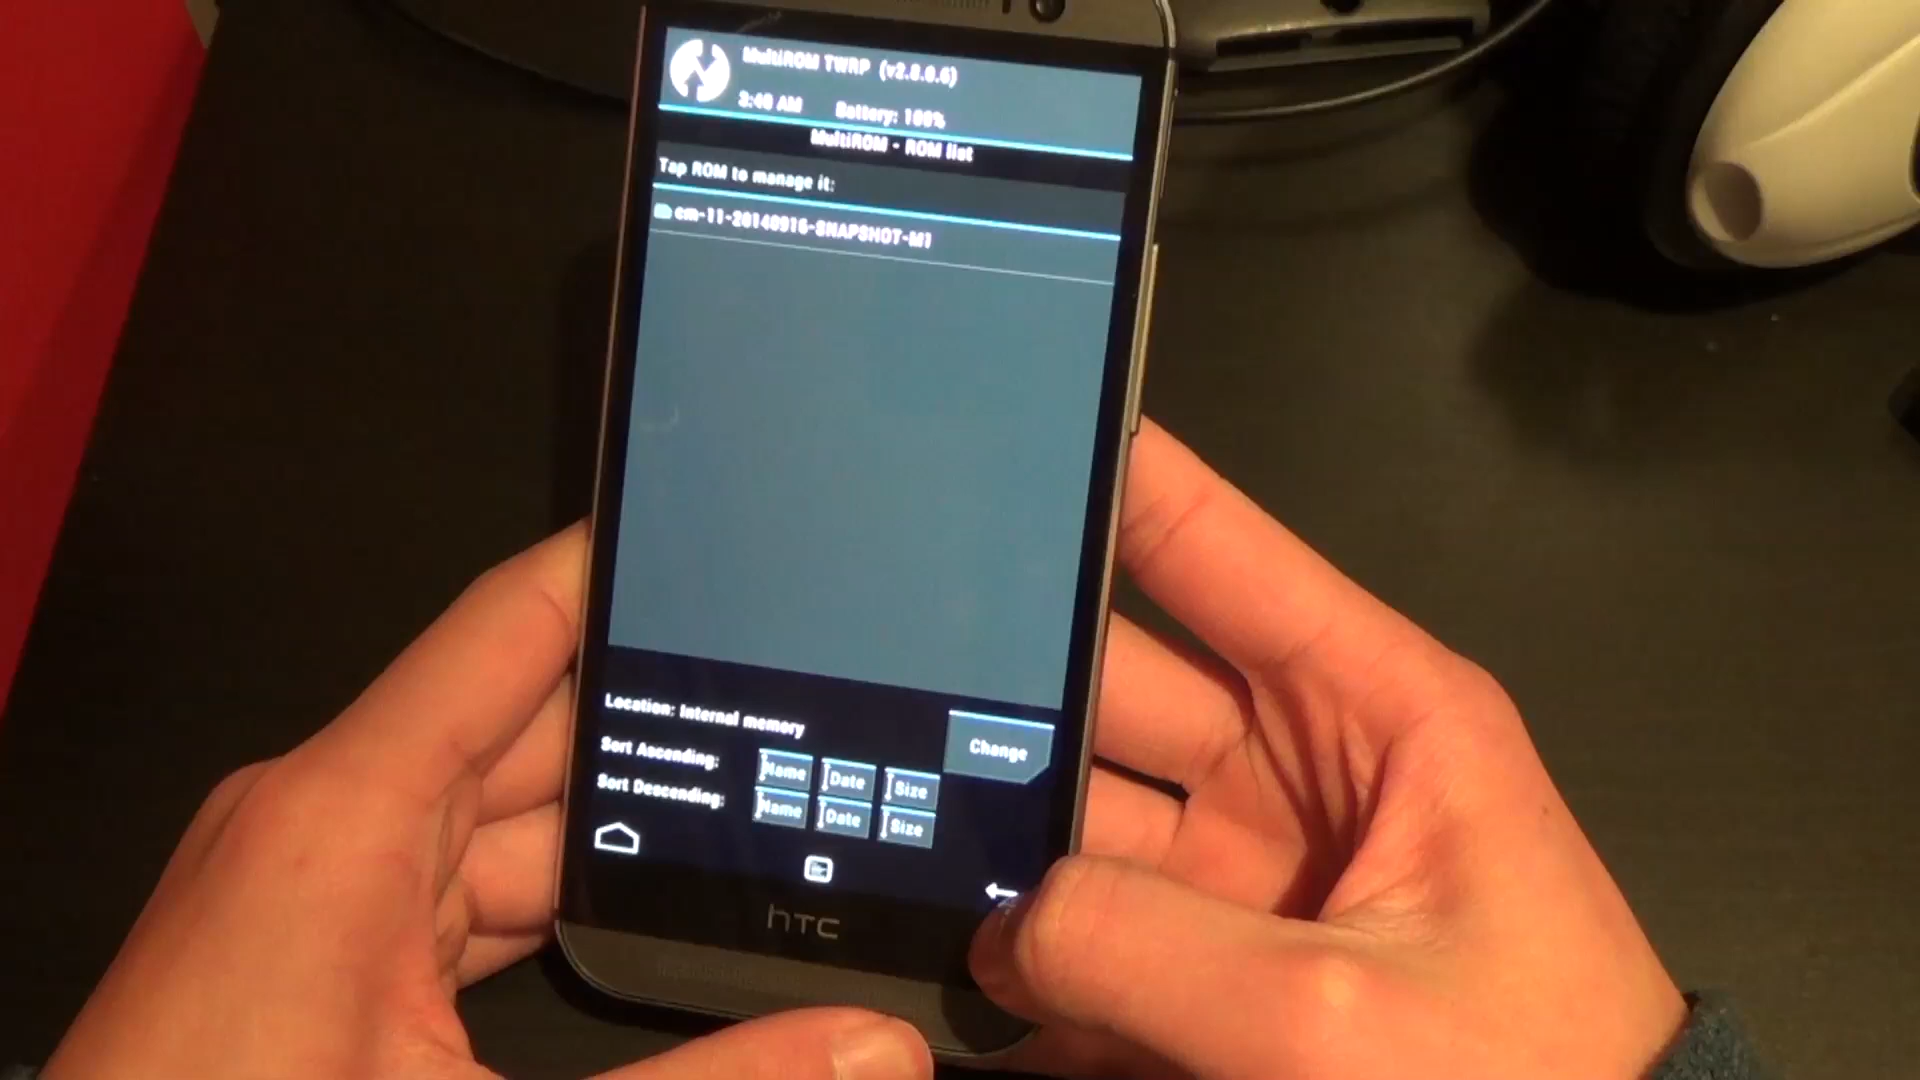 MultiROM TWRP (v2.8.0.6)
3:40 AM Battery: 100%
MultiROM - ROM list
Tap ROM to manage it:
cm-11-20140916-SNAPSHOT-M1
Location: Internal memory
Change
Sort Ascending: Name Date Size
Sort Descending: Name Date Size
hTC